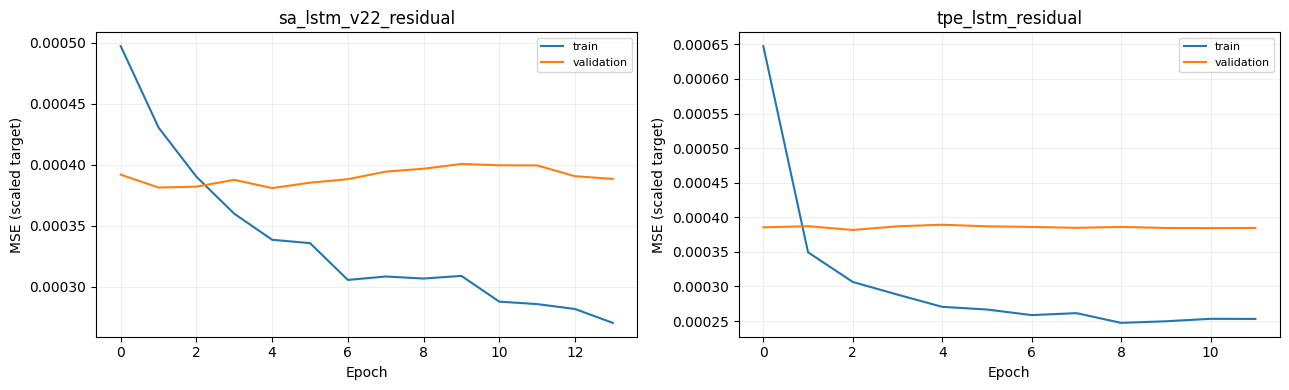 sa_lstm_v22_residual
train
validation
MSE (scaled target)
0.00050
0.00045
0.00040
0.00035
0.00030
0 2 4 6 8 10 12
Epoch
tpe_lstm_residual
train
validation
MSE (scaled target)
0.00065
0.00060
0.00055
0.00050
0.00045
0.00040
0.00035
0.00030
0.00025
0 2 4 6 8 10
Epoch